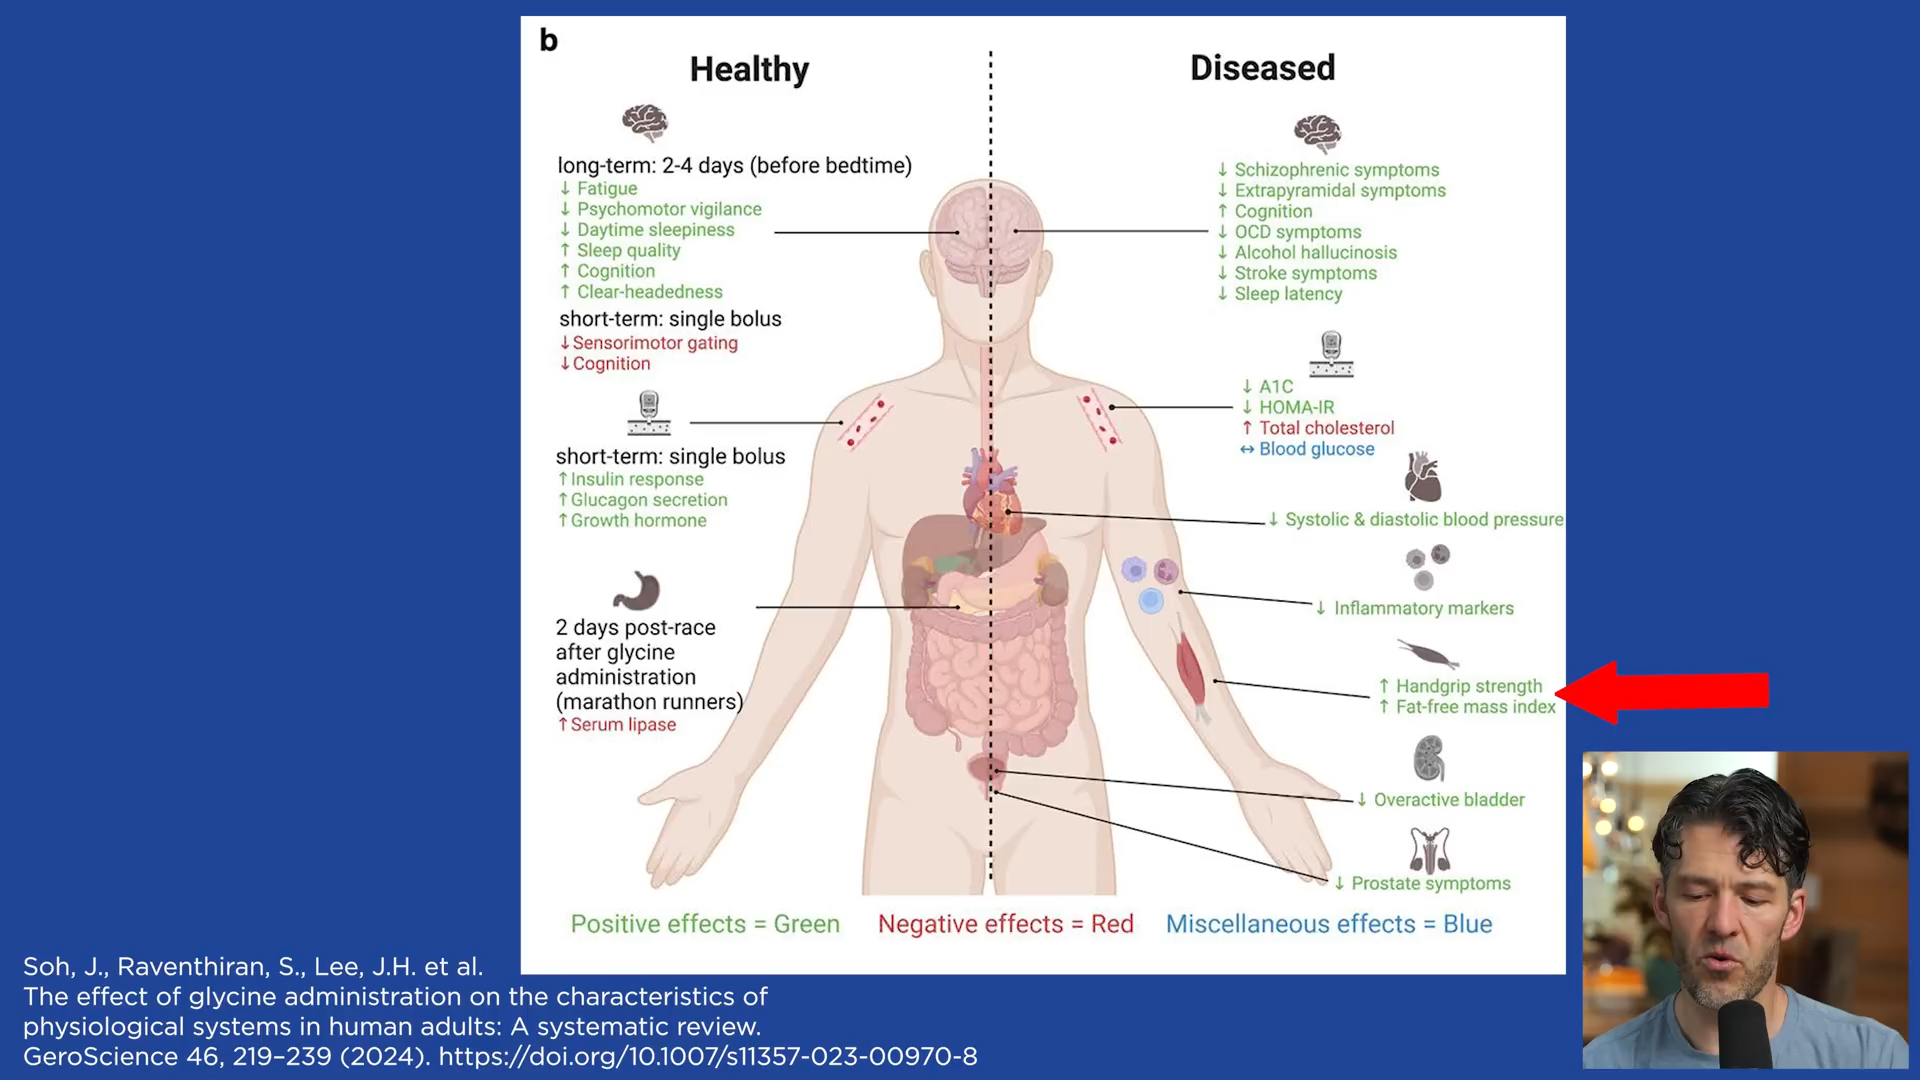 b
Healthy
long-term: 2-4 days (before bedtime)
↓ Fatigue
↓ Psychomotor vigilance
↓ Daytime sleepiness
↑ Sleep quality
↑ Cognition
↑ Clear-headedness
short-term: single bolus
↓Sensorimotor gating
↓Cognition
short-term: single bolus
↑Insulin response
↑Glucagon secretion
↑Growth hormone
2 days post-race
after glycine
administration
(marathon runners)
↑Serum lipase
Diseased
↓ Schizophrenic symptoms
↓ Extrapyramidal symptoms
↑ Cognition
↓ OCD symptoms
↓ Alcohol hallucinosis
↓ Stroke symptoms
↓ Sleep latency
↓ A1C
↓ HOMA-IR
↑ Total cholesterol
↔ Blood glucose
↓ Systolic & diastolic blood pressure
↓ Inflammatory markers
↑ Handgrip strength
↑ Fat-free mass index
↓ Overactive bladder
↓ Prostate symptoms
Positive effects = Green
Negative effects = Red
Miscellaneous effects = Blue
Soh, J., Raventhiran, S., Lee, J.H. et al.
The effect of glycine administration on the characteristics of
physiological systems in human adults: A systematic review.
GeroScience 46, 219–239 (2024). https://doi.org/10.1007/s11357-023-00970-8